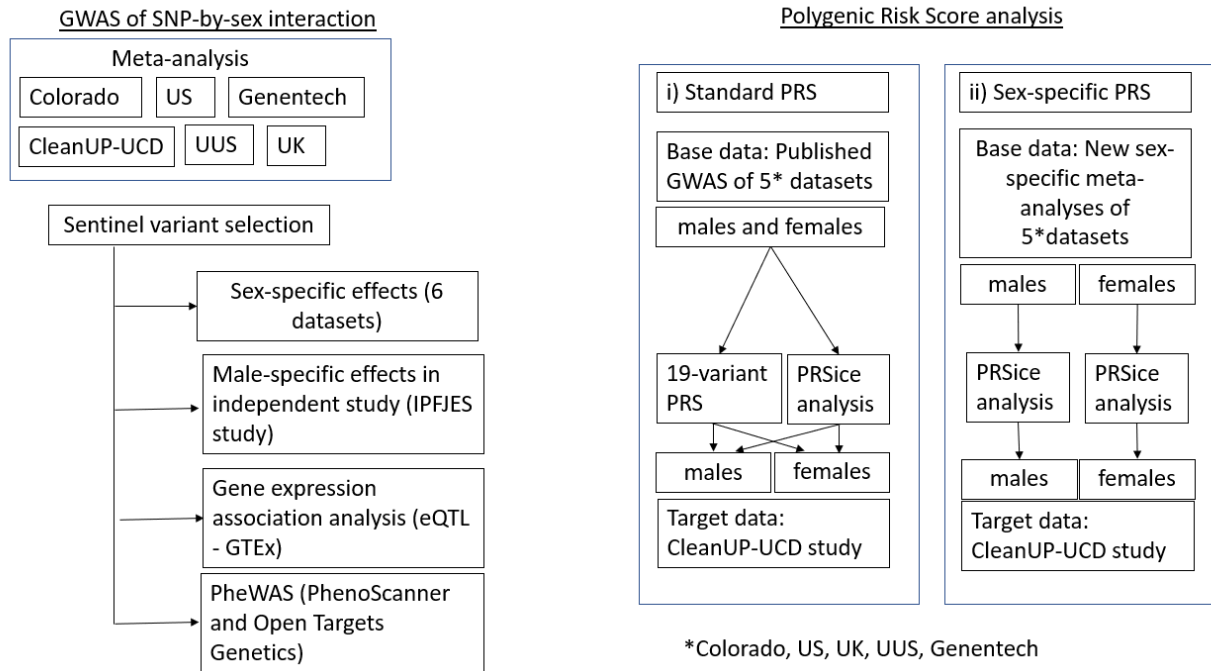 GWAS of SNP-by-sex interaction
Meta-analysis
Colorado
US
Genentech
CleanUP-UCD
UUS
UK
Sentinel variant selection
Sex-specific effects (6
datasets)
Male-specific effects in
independent study (IPFJES
study)
Gene expression
association analysis (eQTL
- GTEx)
PheWAS (PhenoScanner
and Open Targets
Genetics)
Polygenic Risk Score analysis
i) Standard PRS
Base data: Published
GWAS of 5* datasets
males and females
19-variant
PRS
PRSice
analysis
males
females
Target data:
CleanUP-UCD study
ii) Sex-specific PRS
Base data: New sex-
specific meta-
analyses of
5*datasets
males
females
PRSice
analysis
PRSice
analysis
males
females
Target data:
CleanUP-UCD study
*Colorado, US, UK, UUS, Genentech